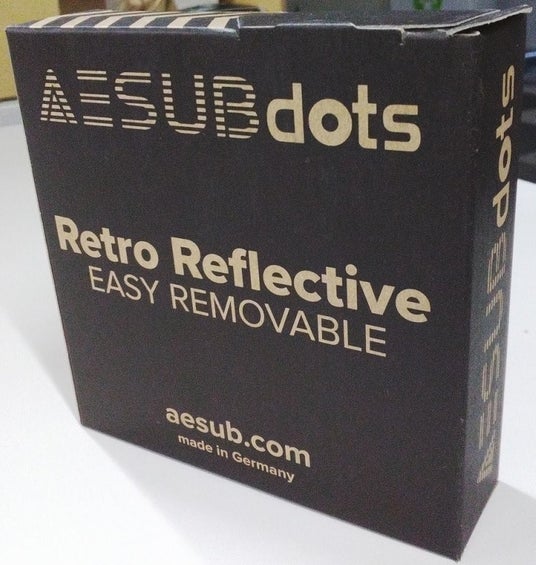 AESUBdots
Retro Reflective
EASY REMOVABLE
aesub.com
made in Germany
AESUBdots